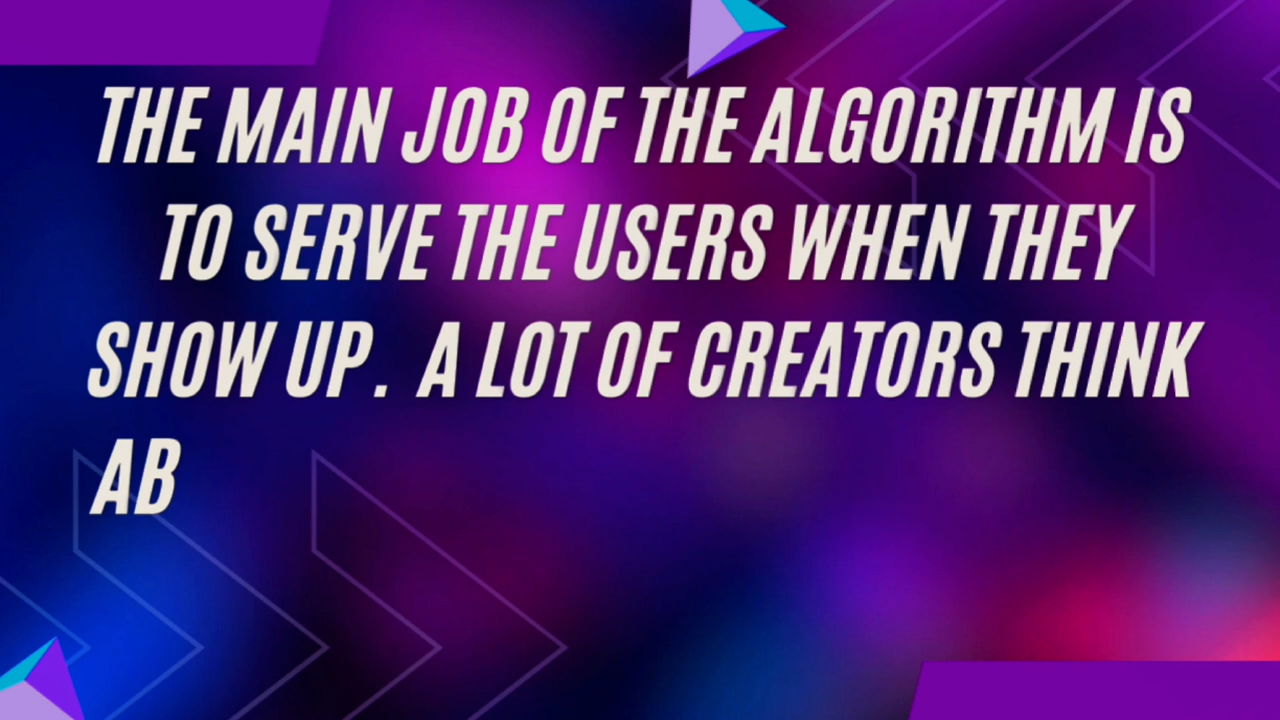 THE MAIN JOB OF THE ALGORITHM IS
TO SERVE THE USERS WHEN THEY
SHOW UP. A LOT OF CREATORS THINK
AB